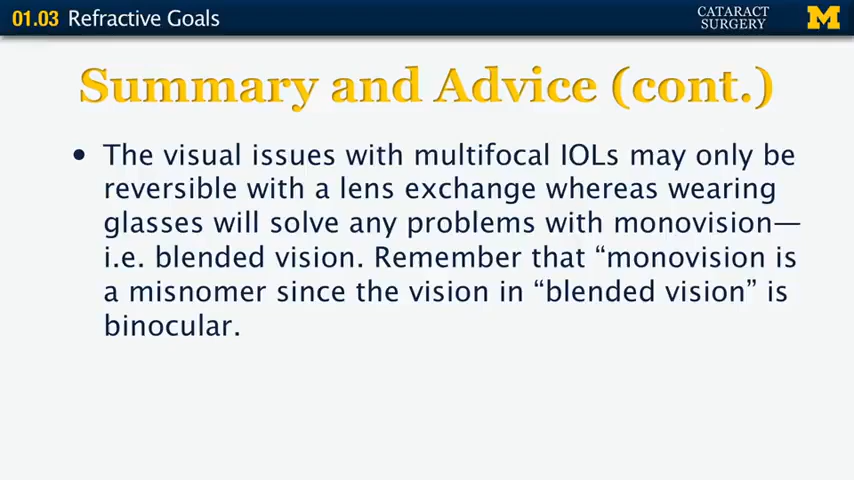 01.03 Refractive Goals
CATARACT
SURGERY
M
Summary and Advice (cont.)
• The visual issues with multifocal IOLs may only be
reversible with a lens exchange whereas wearing
glasses will solve any problems with monovision—
i.e. blended vision. Remember that “monovision is
a misnomer since the vision in “blended vision” is
binocular.